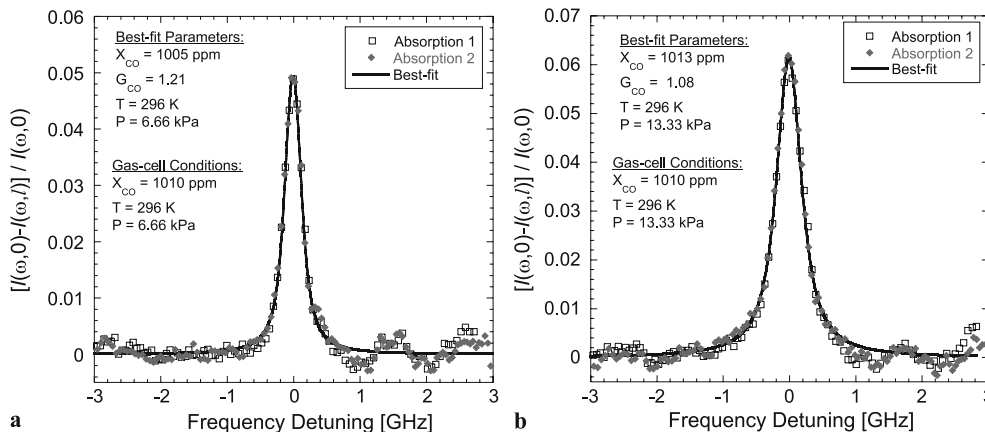 0.06
0.05
0.04
0.03
0.02
0.01
0
[I(ω,0)-I(ω,l)] / I(ω,0)
Best-fit Parameters:
X_CO = 1005 ppm
G_CO = 1.21
T = 296 K
P = 6.66 kPa
Gas-cell Conditions:
X_CO = 1010 ppm
T = 296 K
P = 6.66 kPa
Absorption 1
Absorption 2
Best-fit
-3 -2 -1 0 1 2 3
Frequency Detuning [GHz]
a
0.07
0.06
0.05
0.04
0.03
0.02
0.01
0
[I(ω,0)-I(ω,l)] / I(ω,0)
Best-fit Parameters:
X_CO = 1013 ppm
G_CO = 1.08
T = 296 K
P = 13.33 kPa
Gas-cell Conditions:
X_CO = 1010 ppm
T = 296 K
P = 13.33 kPa
Absorption 1
Absorption 2
Best-fit
-3 -2 -1 0 1 2 3
Frequency Detuning [GHz]
b